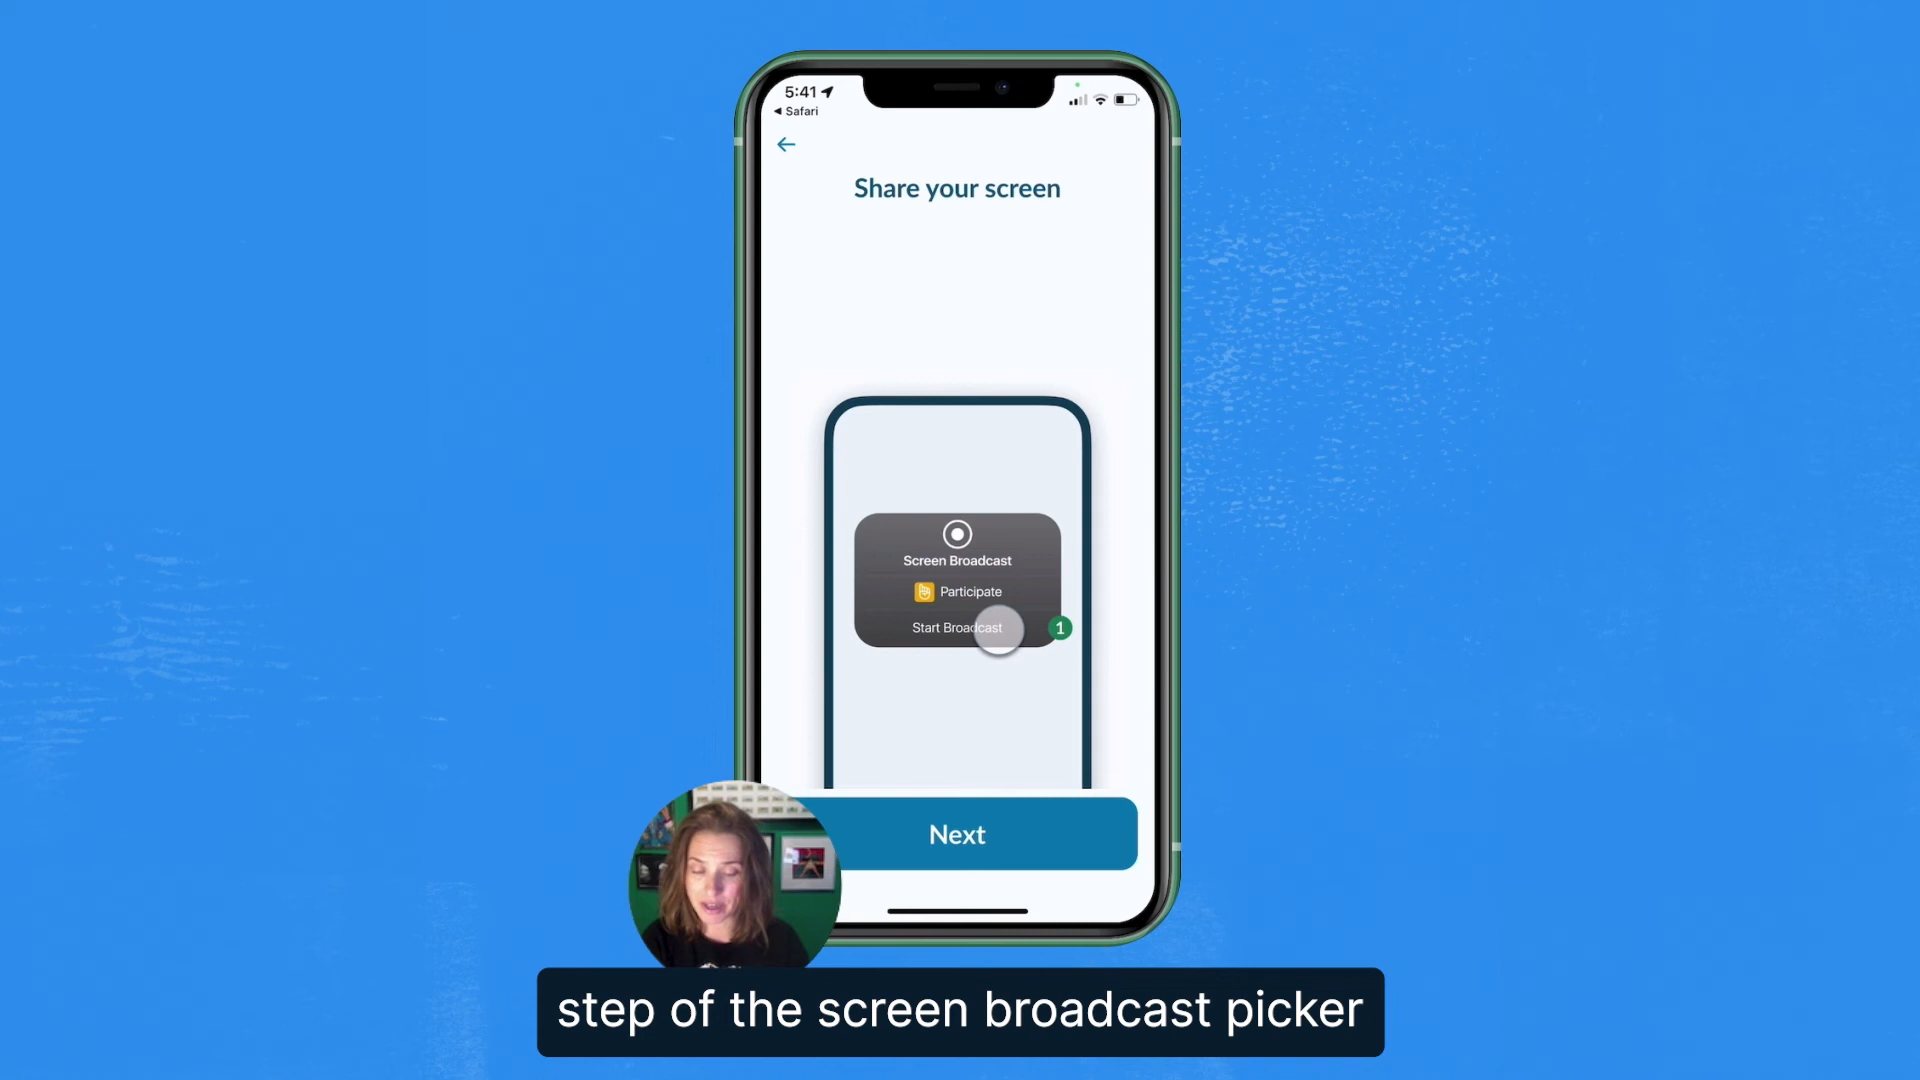 5:41
Safari
Share your screen
Screen Broadcast
Participate
Start Broadcast
1
Next
step of the screen broadcast picker